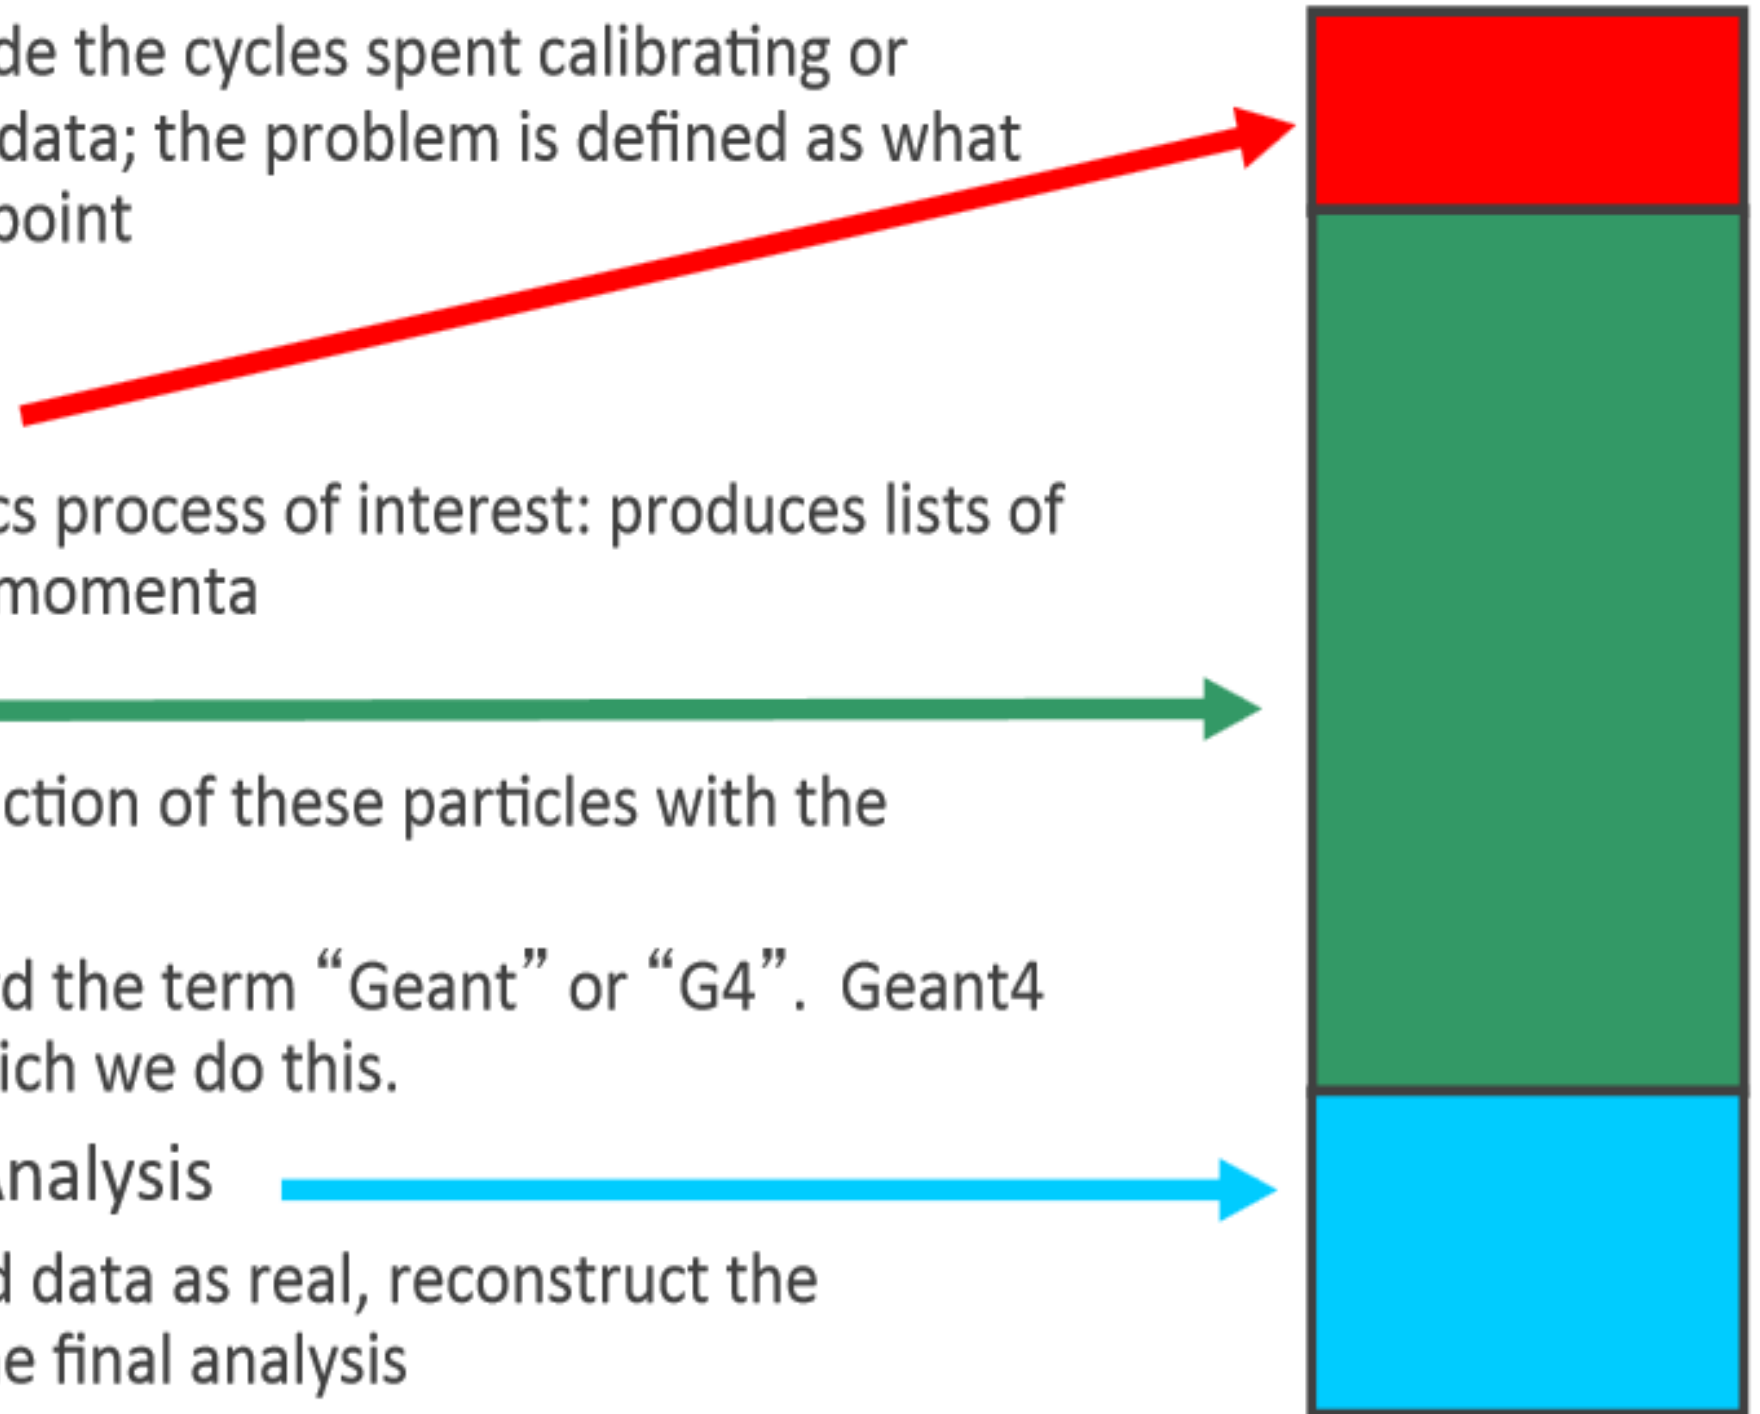 de the cycles spent calibrating or
data; the problem is defined as what
point
cs process of interest: produces lists of
momenta
ction of these particles with the
rd the term “Geant” or “G4”. Geant4
ich we do this.
Analysis
d data as real, reconstruct the
e final analysis